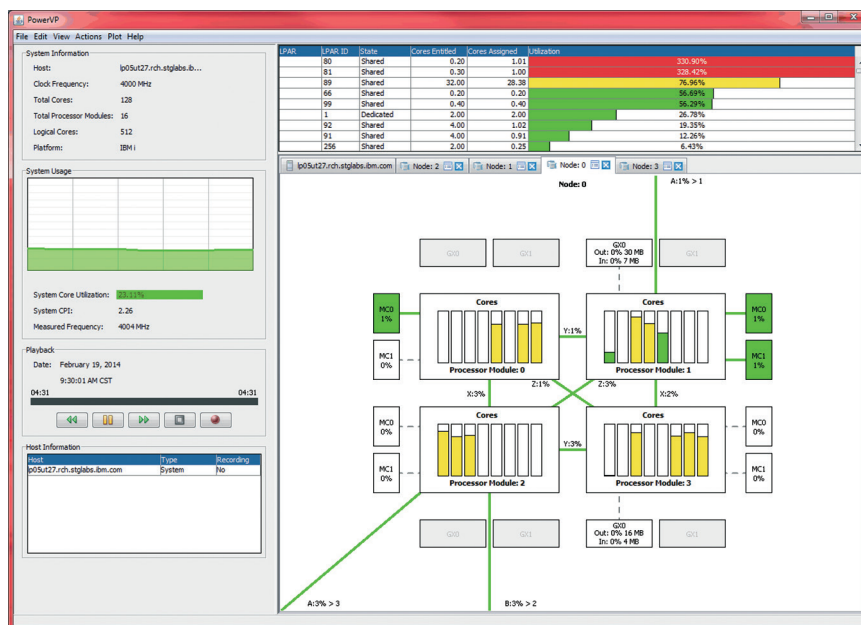 PowerVP
File Edit View Actions Plot Help
System Information
Host: lp05ut27.rch.stglabs.ib...
Clock Frequency: 4000 MHz
Total Cores: 128
Total Processor Modules: 16
Logical Cores: 512
Platform: IBM i
System Usage
System Core Utilization: 23.11%
System CPI: 2.26
Measured Frequency: 4004 MHz
Playback
Date: February 19, 2014
9:30:01 AM CST
04:31 04:31
Host Information
Host Type Recording
lp05ut27.rch.stglabs.ibm.com System No
LPAR LPAR ID State Cores Entitled Cores Assigned Utilization
80 Shared 0.20 1.01 330.90%
81 Shared 0.30 1.00 328.42%
89 Shared 32.00 28.38 76.96%
66 Shared 0.20 0.20 56.69%
99 Shared 0.40 0.40 56.29%
1 Dedicated 2.00 2.00 26.78%
92 Shared 4.00 1.02 19.35%
91 Shared 4.00 0.91 12.26%
256 Shared 2.00 0.25 6.43%
lp05ut27.rch.stglabs.ibm.com Node: 2 Node: 1 Node: 0 Node: 3
Node: 0
A:1% > 1
GX0
GX1
GX0
Out: 0% 30 MB
In: 0% 7 MB
GX1
MC0
1%
MC1
0%
Cores
Processor Module: 0
Y:1%
Cores
Processor Module: 1
MC0
1%
MC1
1%
X:3%
Z:1%
Z:3%
X:2%
MC0
0%
MC1
0%
Cores
Processor Module: 2
Y:3%
Cores
Processor Module: 3
MC0
0%
MC1
0%
GX0
GX1
GX0
Out: 0% 16 MB
In: 0% 4 MB
GX1
A:3% > 3
B:3% > 2